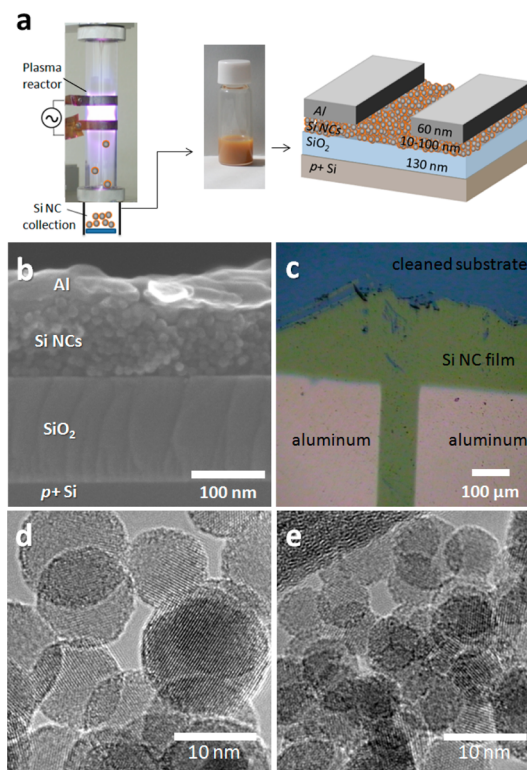 a
Plasma
reactor
Si NC
collection
Al
Si NCs
SiO2
p+ Si
60 nm
10-100 nm
130 nm
b
Al
Si NCs
SiO2
p+ Si
100 nm
c
cleaned substrate
Si NC film
aluminum
aluminum
100 μm
d
10 nm
e
10 nm